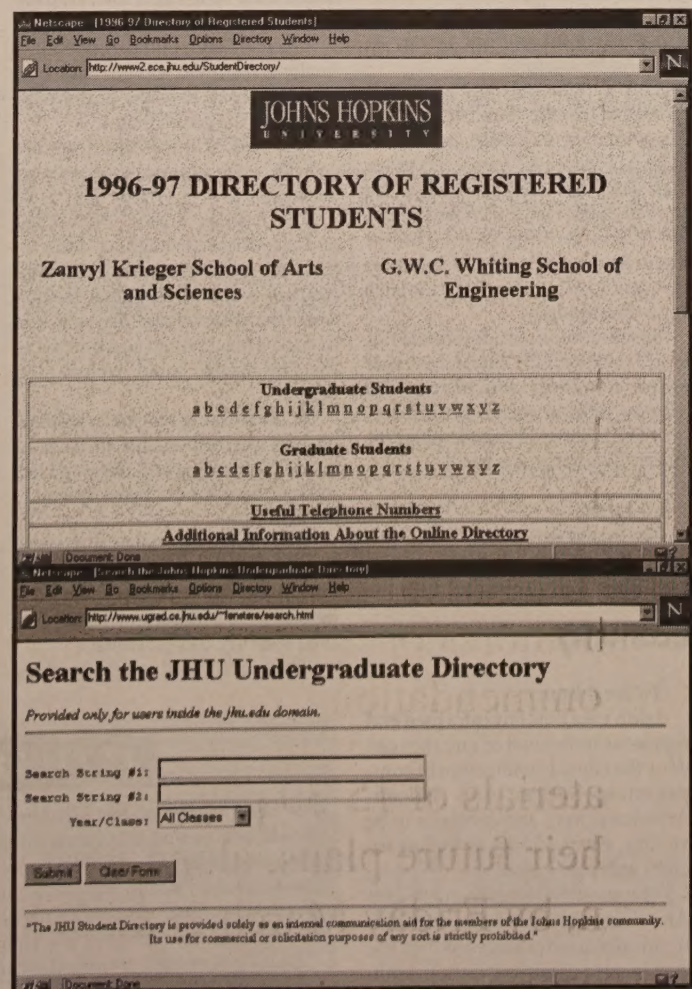 Netscape - [1996-97 Directory of Registered Students]
File Edit View Go Bookmarks Options Directory Window Help
Location: http://www2.ece.jhu.edu/StudentDirectory/
N
JOHNS HOPKINS
UNIVERSITY
1996-97 DIRECTORY OF REGISTERED
STUDENTS
Zanvyl Krieger School of Arts
and Sciences
G.W.C. Whiting School of
Engineering
Undergraduate Students
a b c d e f g h i j k l m n o p q r s t u v w x y z
Graduate Students
a b c d e f g h i j k l m n o p q r s t u v w x y z
Useful Telephone Numbers
Additional Information About the Online Directory
Document: Done
Netscape - [Search the Johns Hopkins Undergraduate Directory]
File Edit View Go Bookmarks Options Directory Window Help
Location: http://www.ugrad.cs.jhu.edu/
N
Search the JHU Undergraduate Directory
Provided only for users inside the jhu.edu domain.
Search String #1:
Search String #2:
Year/Class: All Classes
Submit Clear Form
"The JHU Student Directory is provided solely as an internal communication aid for the members of the Johns Hopkins community.
Its use for commercial or solicitation purposes of any sort is strictly prohibited."
Document: Done